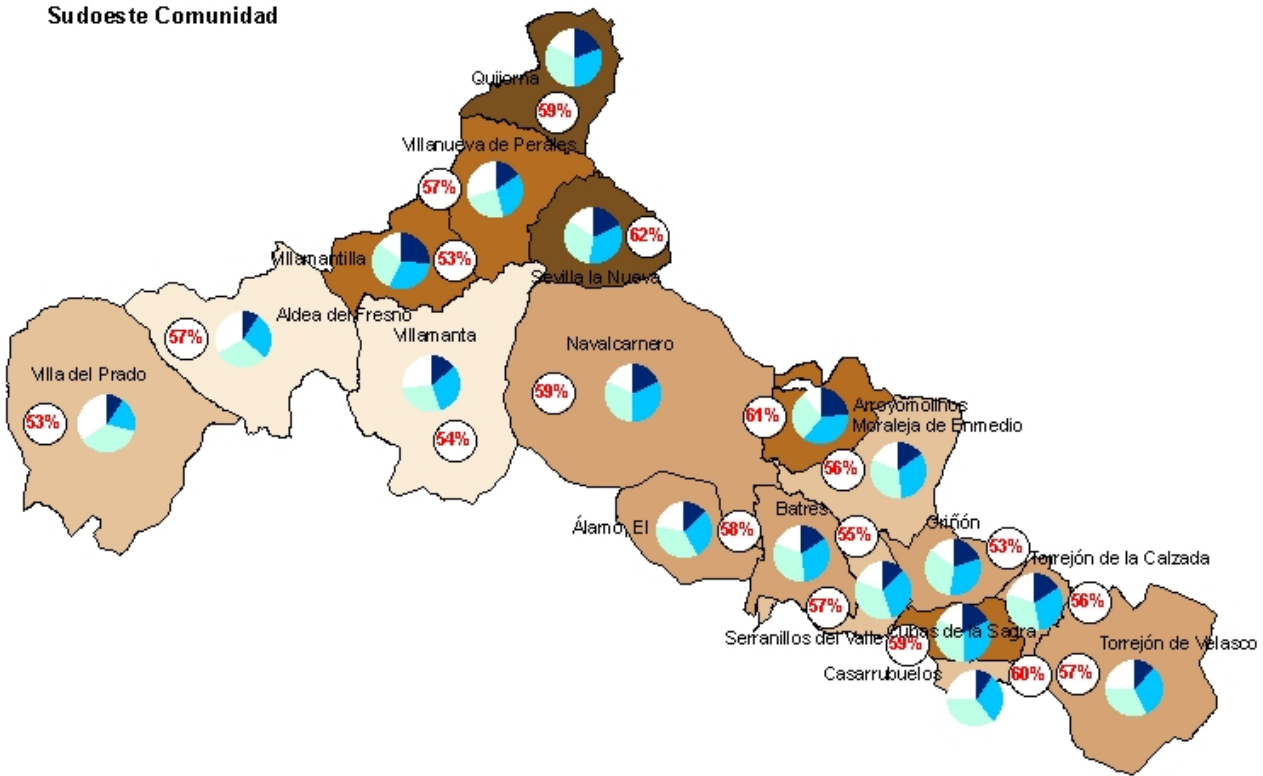 Sudoeste Comunidad
Quijorna
59%
Villanueva de Perales
57%
62%
Villamantilla
53%
Sevilla la Nueva
Aldea del Fresno
57%
Villamanta
Navalcarnero
Villa del Prado
59%
53%
61%
Arroyomolinos
Moraleja de Enmedio
54%
56%
Álamo, El
58%
Batres
55%
Griñón
53%
Torrejón de la Calzada
57%
56%
Serranillos del Valle
Cubas de la Sagra
59%
Torrejón de Velasco
Casarrubuelos
60%
57%